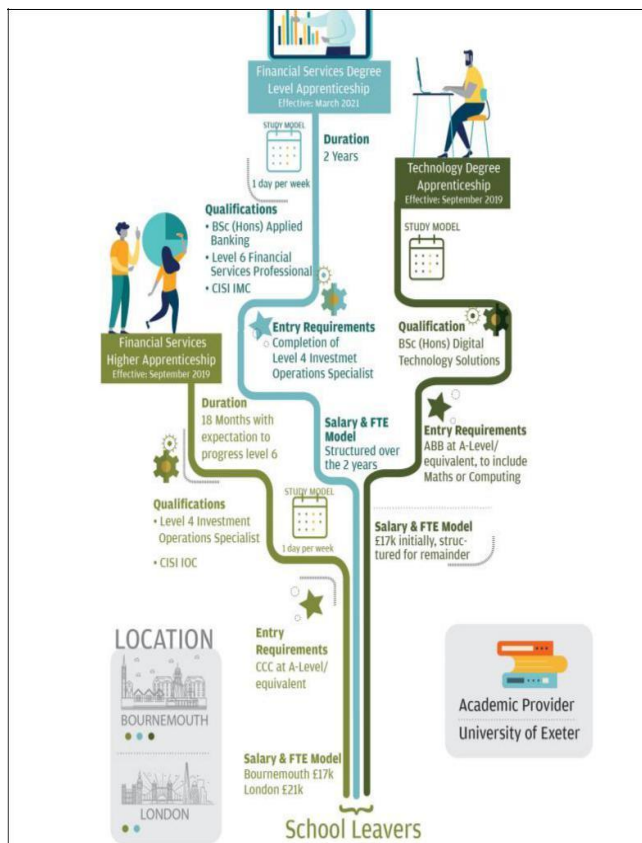 Financial Services Degree
Level Apprenticeship
Effective: March 2021
STUDY MODEL
1 day per week
Duration
2 Years
Qualifications
• BSc (Hons) Applied
Banking
• Level 6 Financial
Services Professional
• CISI IMC
Entry Requirements
Completion of
Level 4 Investmet
Operations Specialist
Salary & FTE
Model
Structured over
the 2 years
Technology Degree
Apprenticeship
Effective: September 2019
STUDY MODEL
Qualification
BSc (Hons) Digital
Technology Solutions
Entry Requirements
ABB at A-Level/
equivalent, to include
Maths or Computing
Salary & FTE Model
£17k initially, struc-
tured for remainder
Financial Services
Higher Apprenticeship
Effective: September 2019
Duration
18 Months with
expectation to
progress level 6
Qualifications
• Level 4 Investment
Operations Specialist
• CISI IOC
STUDY MODEL
1 day per week
Entry
Requirements
CCC at A-Level/
equivalent
Salary & FTE Model
Bournemouth £17k
London £21k
LOCATION
BOURNEMOUTH
LONDON
Academic Provider
University of Exeter
School Leavers